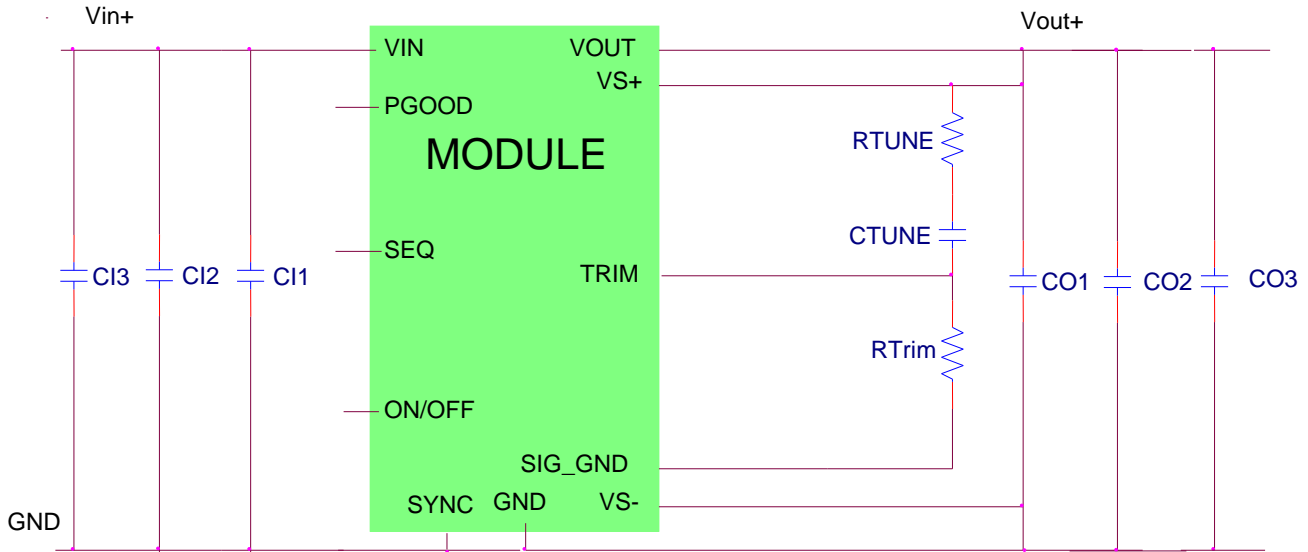 Vin+
Vout+
VIN
VOUT
VS+
PGOOD
MODULE
RTUNE
CTUNE
SEQ
TRIM
CI3
CI2
CI1
CO1
CO2
CO3
RTrim
ON/OFF
SIG_GND
SYNC
GND
VS-
GND